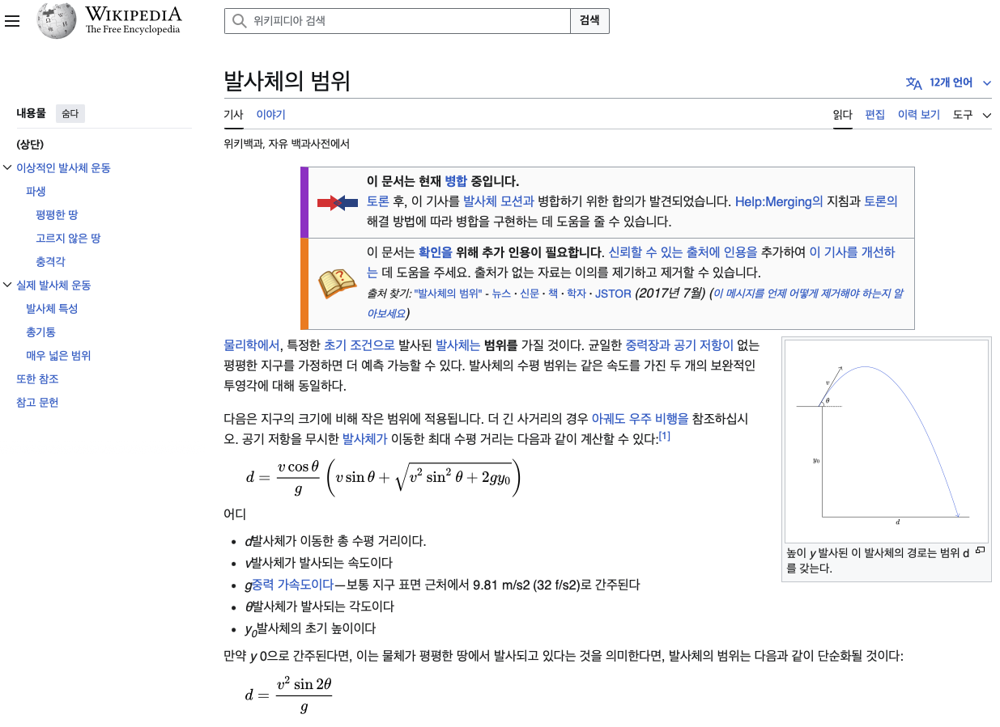 WIKIPEDIA
The Free Encyclopedia
위키피디아 검색
검색
발사체의 범위
12개 언어
내용물
숨다
기사
이야기
읽다
편집
이력 보기
도구
(상단)
이상적인 발사체 운동
파생
평평한 땅
고르지 않은 땅
충격각
실제 발사체 운동
발사체 특성
총기통
매우 넓은 범위
또한 참조
참고 문헌
위키백과, 자유 백과사전에서
이 문서는 현재 병합 중입니다.
토론 후, 이 기사를 발사체 모션과 병합하기 위한 합의가 발견되었습니다. Help:Merging의 지침과 토론의
해결 방법에 따라 병합을 구현하는 데 도움을 줄 수 있습니다.
이 문서는 확인을 위해 추가 인용이 필요합니다. 신뢰할 수 있는 출처에 인용을 추가하여 이 기사를 개선하
는 데 도움을 주세요. 출처가 없는 자료는 이의를 제기하고 제거할 수 있습니다.
출처 찾기: "발사체의 범위" - 뉴스 · 신문 · 책 · 학자 · JSTOR (2017년 7월) (이 메시지를 언제 어떻게 제거해야 하는지 알
아보세요)
물리학에서, 특정한 초기 조건으로 발사된 발사체는 범위를 가질 것이다. 균일한 중력장과 공기 저항이 없는
평평한 지구를 가정하면 더 예측 가능할 수 있다. 발사체의 수평 범위는 같은 속도를 가진 두 개의 보완적인
투영각에 대해 동일하다.
다음은 지구의 크기에 비해 작은 범위에 적용됩니다. 더 긴 사거리의 경우 아궤도 우주 비행을 참조하십시
오. 공기 저항을 무시한 발사체가 이동한 최대 수평 거리는 다음과 같이 계산할 수 있다:[1]
d = v cos θ / g ( v sin θ + √(v² sin² θ + 2gy₀) )
어디
• d발사체가 이동한 총 수평 거리이다.
• v발사체가 발사되는 속도이다
• g중력 가속도이다—보통 지구 표면 근처에서 9.81 m/s2 (32 f/s2)로 간주된다
• θ발사체가 발사되는 각도이다
• y₀발사체의 초기 높이이다
만약 y 0으로 간주된다면, 이는 물체가 평평한 땅에서 발사되고 있다는 것을 의미한다면, 발사체의 범위는 다음과 같이 단순화될 것이다:
d = v² sin 2θ / g
v
θ
y₀
d
높이 y 발사된 이 발사체의 경로는 범위 d
를 갖는다.